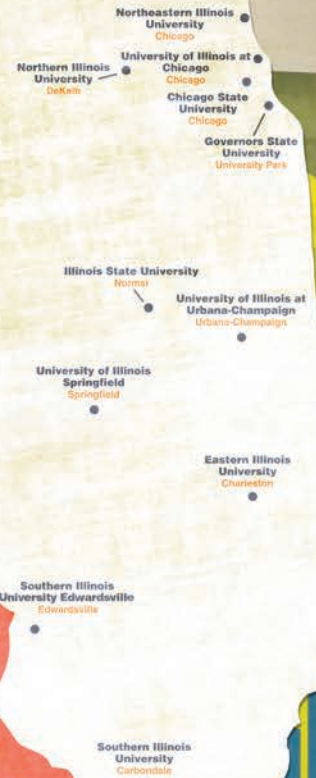 Northeastern Illinois
University
Chicago
University of Illinois at
Chicago
Chicago
Northern Illinois
University
DeKalb
Chicago State
University
Chicago
Governors State
University
University Park
Illinois State University
Normal
University of Illinois at
Urbana-Champaign
Urbana-Champaign
University of Illinois
Springfield
Springfield
Eastern Illinois
University
Charleston
Southern Illinois
University Edwardsville
Edwardsville
Southern Illinois
University
Carbondale